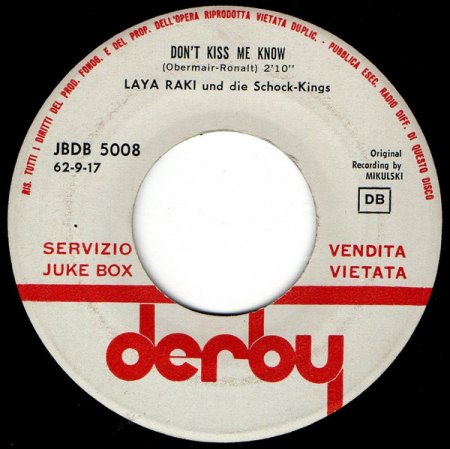 RIS. TUTTI I DIRITTI DEL PROD. FONOG. E DEL PROP. DELL'OPERA RIPRODOTTA VIETATA DUPLIC. - PUBBLICA ESEC. RADIO DIFF. DI QUESTO DISCO
DON'T KISS ME KNOW
(Obermair-Ronalt) 2'10"
LAYA RAKI und die Schock-Kings
JBDB 5008
62-9-17
Original
Recording by
MIKULSKI
DB
SERVIZIO
JUKE BOX
VENDITA
VIETATA
derby